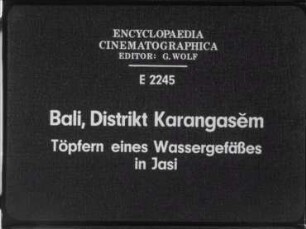 ENCYCLOPAEDIA
CINEMATOGRAPHICA
EDITOR: G. WOLF
E 2245
Bali, Distrikt Karangasĕm
Töpfern eines Wassergefäßes
in Jasi